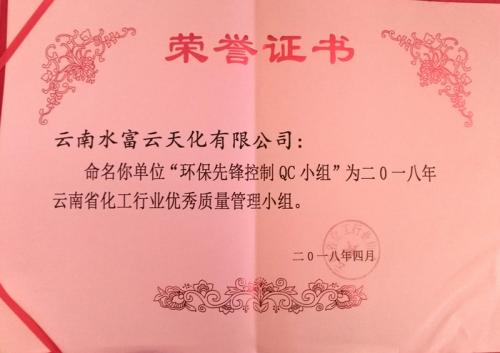 荣誉证书
云南水富云天化有限公司：
命名你单位“环保先锋控制QC小组”为二0一八年
云南省化工行业优秀质量管理小组。
二0一八年四月